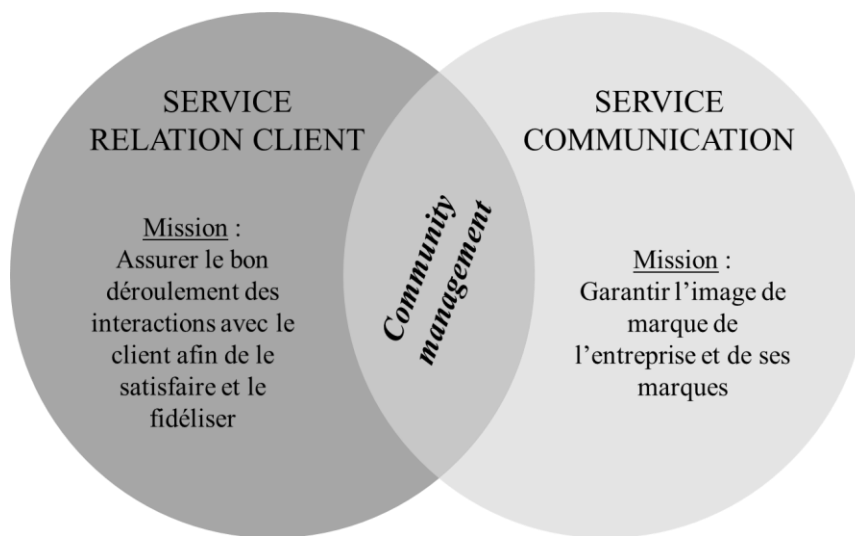 SERVICE
RELATION CLIENT
Mission :
Assurer le bon
déroulement des
interactions avec le
client afin de le
satisfaire et le
fidéliser
Community
management
SERVICE
COMMUNICATION
Mission :
Garantir l’image de
marque de
l’entreprise et de ses
marques